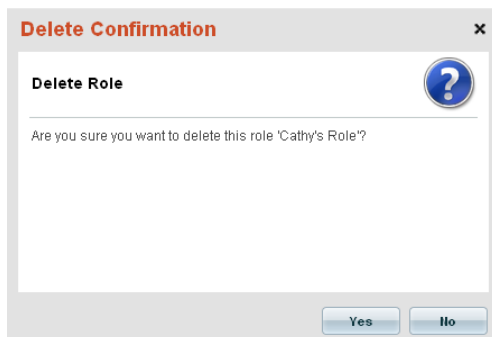 Delete Confirmation
Delete Role
Are you sure you want to delete this role 'Cathy's Role'?
Yes
No